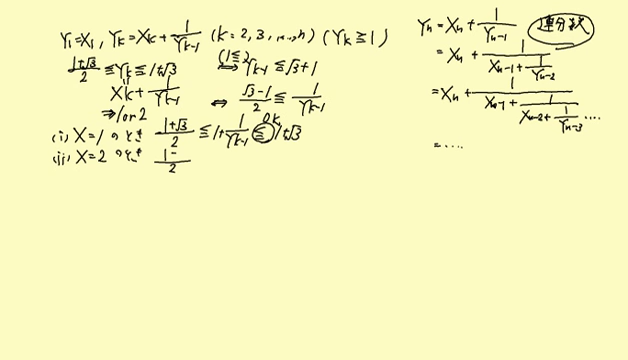 Y₁=X₁, Yk=Xk+1/Yk-1 (k=2,3,...,n) (Yk≧1)
(1+√3)/2≦Yk≦1+√3
Xk+1/Yk-1
⇒1or2
(1≦) ⇔ Yk-1≦√3+1
⇔ (√3-1)/2≦1/Yk-1
(i) X=1のとき (1+√3)/2≦1+1/Yk-1≦1+√3
OK
(ii) X=2のとき (1-)/2
Yn=Xn+1/Yn-1 連分数
=Xn+1/(Xn-1+1/Yn-2)
=Xn+1/(Xn-1+1/(Xn-2+1/Yn-3))....
=....